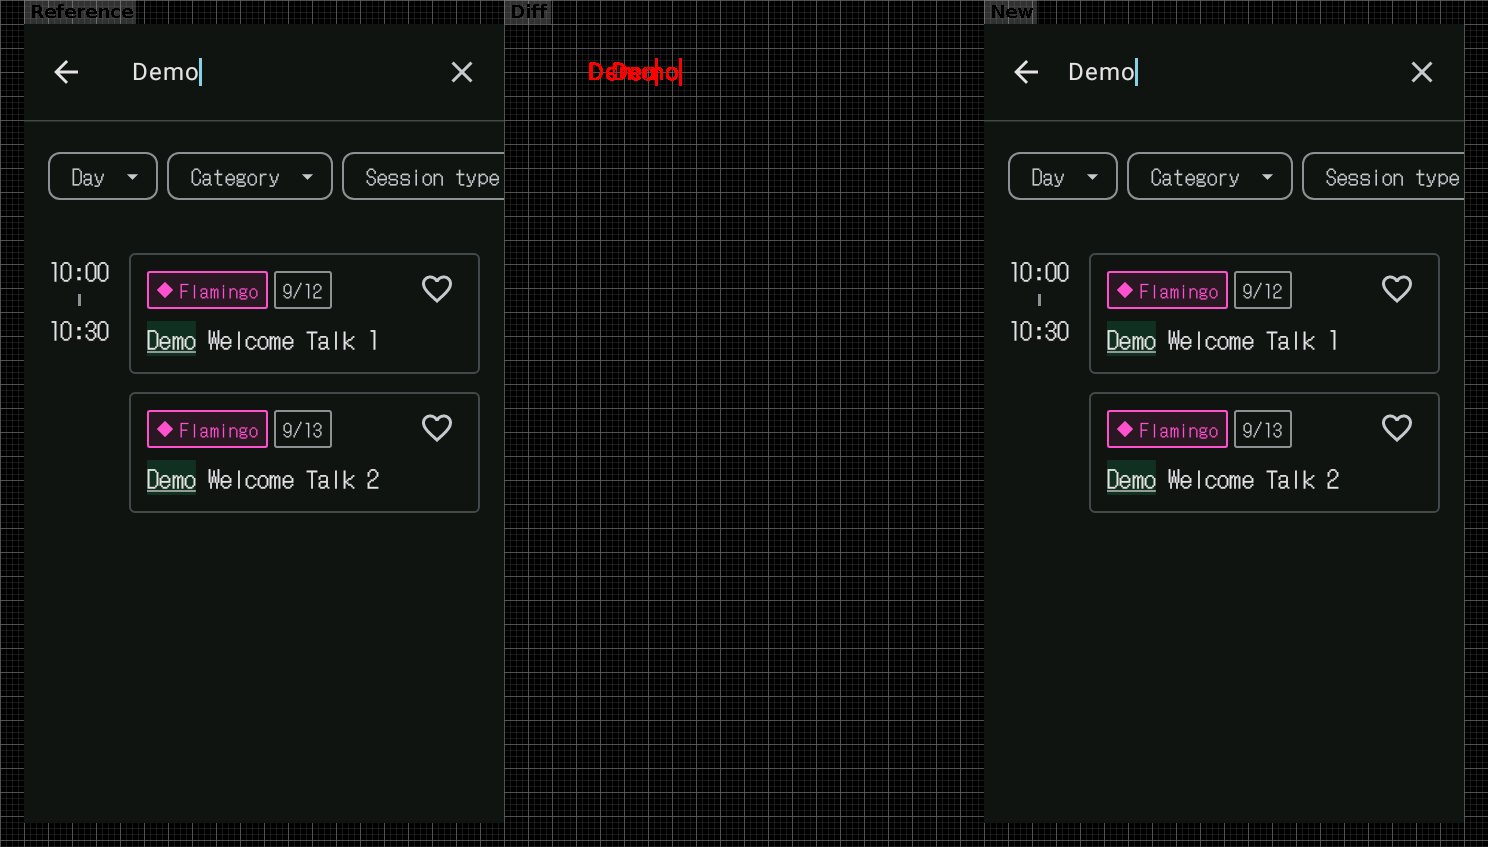 Reference
Diff
New
Demo
Day
Category
Session type
10:00
10:30
Flamingo
9/12
Demo Welcome Talk 1
Flamingo
9/13
Demo Welcome Talk 2
Demo
Demo
Demo
Day
Category
Session type
10:00
10:30
Flamingo
9/12
Demo Welcome Talk 1
Flamingo
9/13
Demo Welcome Talk 2